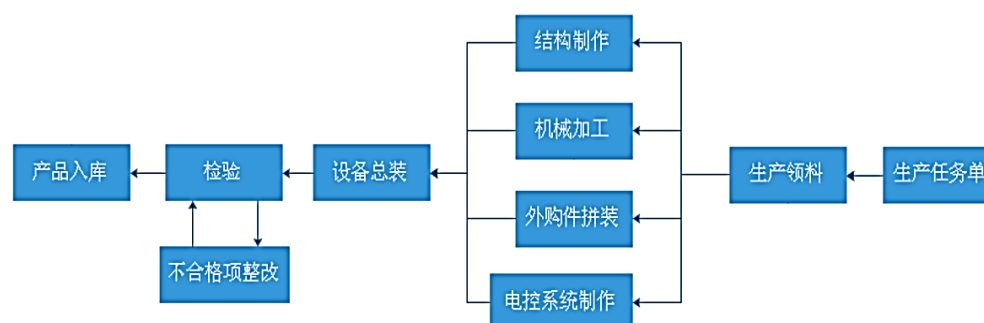 结构制作
机械加工
产品入库
检验
设备总装
生产领料
生产任务单
外购件拼装
不合格项整改
电控系统制作